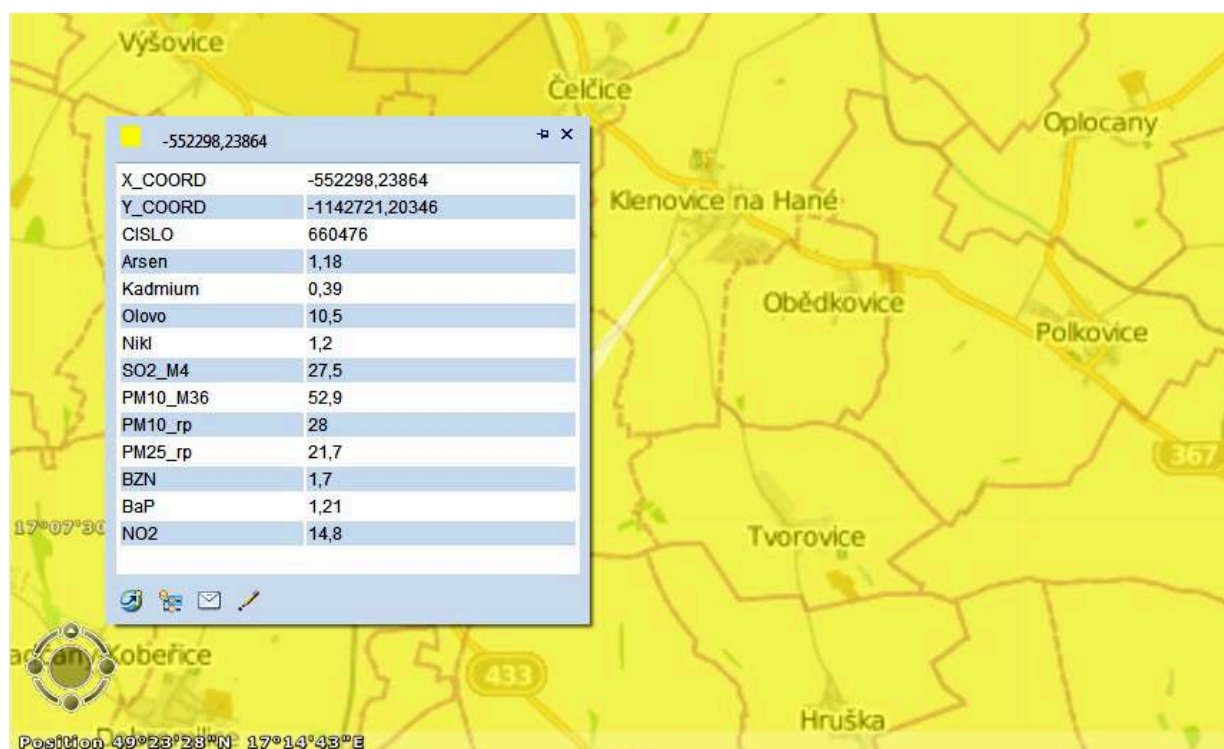 Výšovice
Čelčice
Oplocany
-552298,23864
X_COORD -552298,23864
Y_COORD -1142721,20346
CISLO 660476
Arsen 1,18
Kadmium 0,39
Olovo 10,5
Nikl 1,2
SO2_M4 27,5
PM10_M36 52,9
PM10_rp 28
PM25_rp 21,7
BZN 1,7
BaP 1,21
NO2 14,8
Klenovice na Hané
Obědkovice
Polkovice
367
17°07'30
Tvorovice
Kobeřice
433
Hruška
Position 49°23'28"N 17°14'43"E